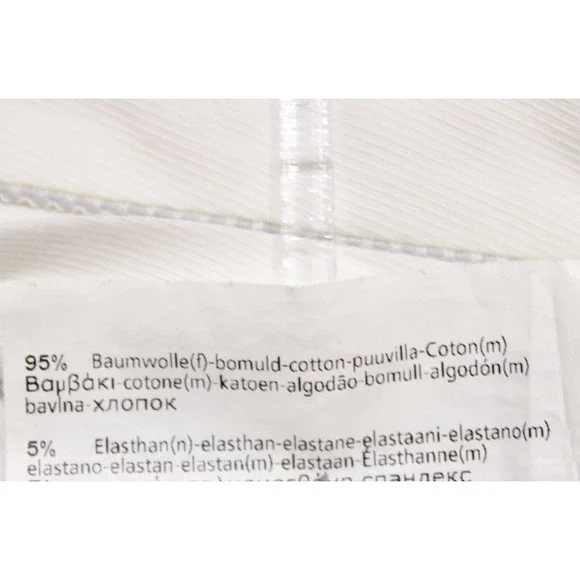 95% Baumwolle(f)-bomuld-cotton-puuvilla-Coton(m)
Βαμβάκι-cotone(m)-katoen-algodão-bomull-algodón(m)
bavlna-хлопок
5% Elasthan(n)-elasthan-elastane-elastaani-elastano(m)
elastano-elastan-elastan(m)-elastaan-Élasthanne(m)
спандекс